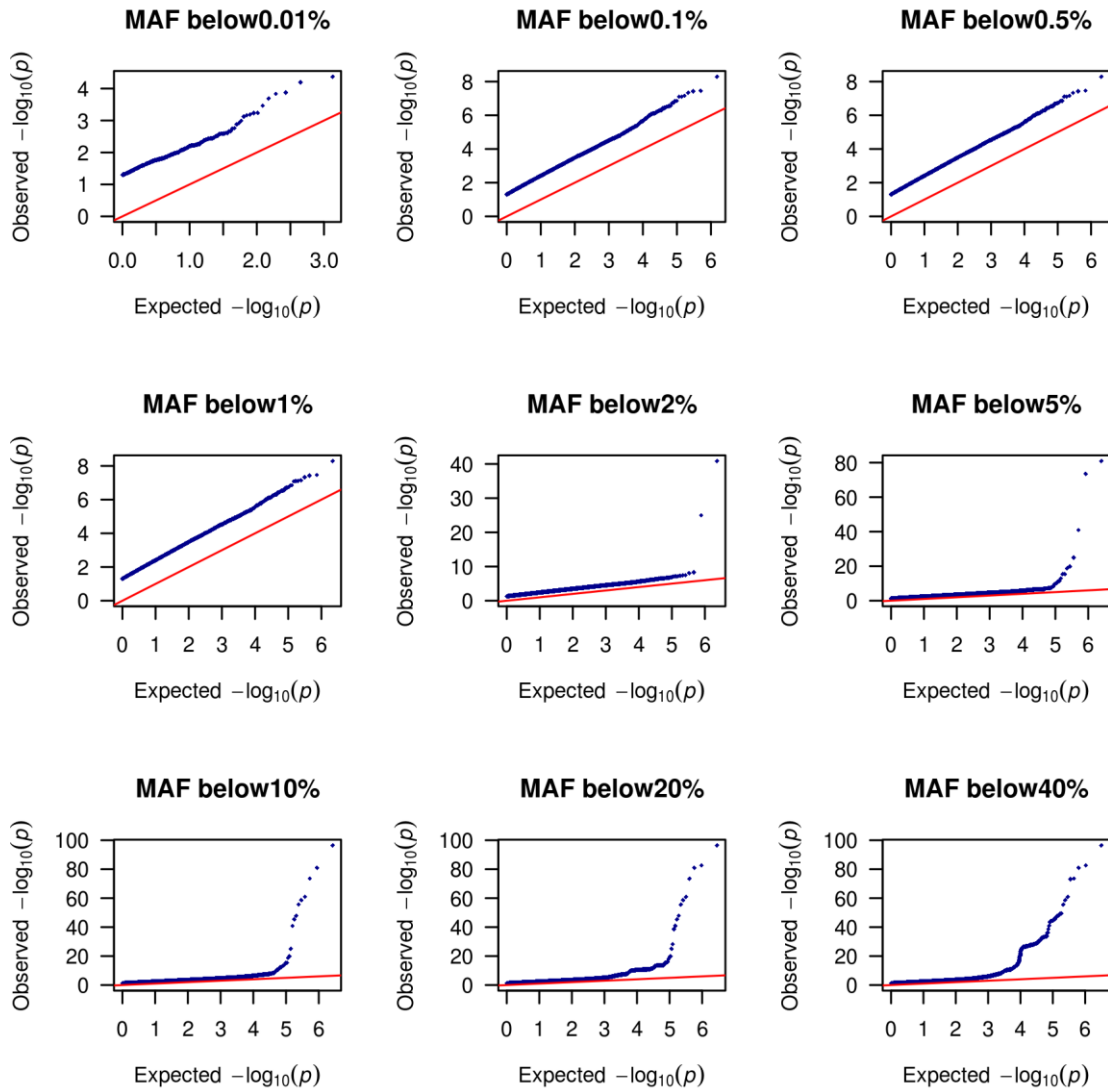 MAF below0.01%
Observed −log10(p)
4
3
2
1
0
0.0 1.0 2.0 3.0
Expected −log10(p)
MAF below0.1%
Observed −log10(p)
8
6
4
2
0
0 1 2 3 4 5 6
Expected −log10(p)
MAF below0.5%
Observed −log10(p)
8
6
4
2
0
0 1 2 3 4 5 6
Expected −log10(p)
MAF below1%
Observed −log10(p)
8
6
4
2
0
0 1 2 3 4 5 6
Expected −log10(p)
MAF below2%
Observed −log10(p)
40
30
20
10
0
0 1 2 3 4 5 6
Expected −log10(p)
MAF below5%
Observed −log10(p)
80
60
40
20
0
0 1 2 3 4 5 6
Expected −log10(p)
MAF below10%
Observed −log10(p)
100
80
60
40
20
0
0 1 2 3 4 5 6
Expected −log10(p)
MAF below20%
Observed −log10(p)
100
80
60
40
20
0
0 1 2 3 4 5 6
Expected −log10(p)
MAF below40%
Observed −log10(p)
100
80
60
40
20
0
0 1 2 3 4 5 6
Expected −log10(p)